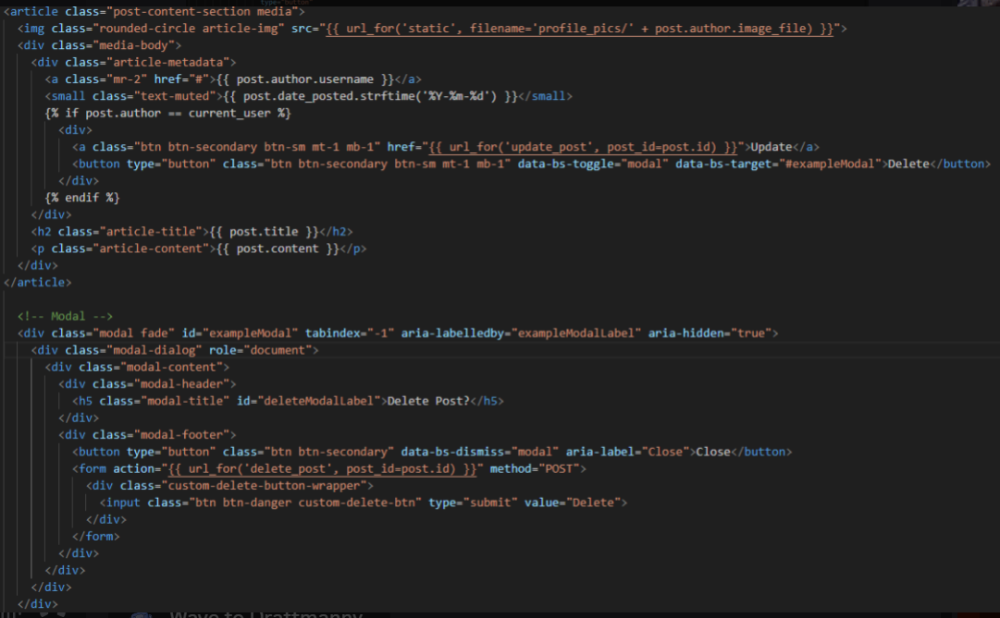 type="button"
<article class="post-content-section media">
<img class="rounded-circle article-img" src="{{ url_for('static', filename='profile_pics/' + post.author.image_file) }}">
<div class="media-body">
<div class="article-metadata">
<a class="mr-2" href="#">{{ post.author.username }}</a>
<small class="text-muted">{{ post.date_posted.strftime('%Y-%m-%d') }}</small>
{% if post.author == current_user %}
<div>
<a class="btn btn-secondary btn-sm mt-1 mb-1" href="{{ url_for('update_post', post_id=post.id) }}">Update</a>
<button type="button" class="btn btn-secondary btn-sm mt-1 mb-1" data-bs-toggle="modal" data-bs-target="#exampleModal">Delete</button>
</div>
{% endif %}
</div>
<h2 class="article-title">{{ post.title }}</h2>
<p class="article-content">{{ post.content }}</p>
</div>
</article>
<!-- Modal -->
<div class="modal fade" id="exampleModal" tabindex="-1" aria-labelledby="exampleModalLabel" aria-hidden="true">
<div class="modal-dialog" role="document">
<div class="modal-content">
<div class="modal-header">
<h5 class="modal-title" id="deleteModalLabel">Delete Post?</h5>
</div>
<div class="modal-footer">
<button type="button" class="btn btn-secondary" data-bs-dismiss="modal" aria-label="Close">Close</button>
<form action="{{ url_for('delete_post', post_id=post.id) }}" method="POST">
<div class="custom-delete-button-wrapper">
<input class="btn btn-danger custom-delete-btn" type="submit" value="Delete">
</div>
</form>
</div>
</div>
</div>
</div>